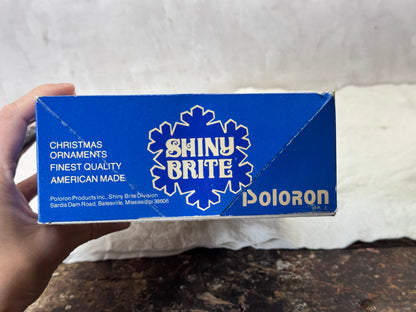 CHRISTMAS
ORNAMENTS
FINEST QUALITY
AMERICAN MADE
Poloron Products Inc., Shiny Brite Division
Sardis Dam Road, Batesville, Mississippi 38606
SHINY
BRITE
Poloron